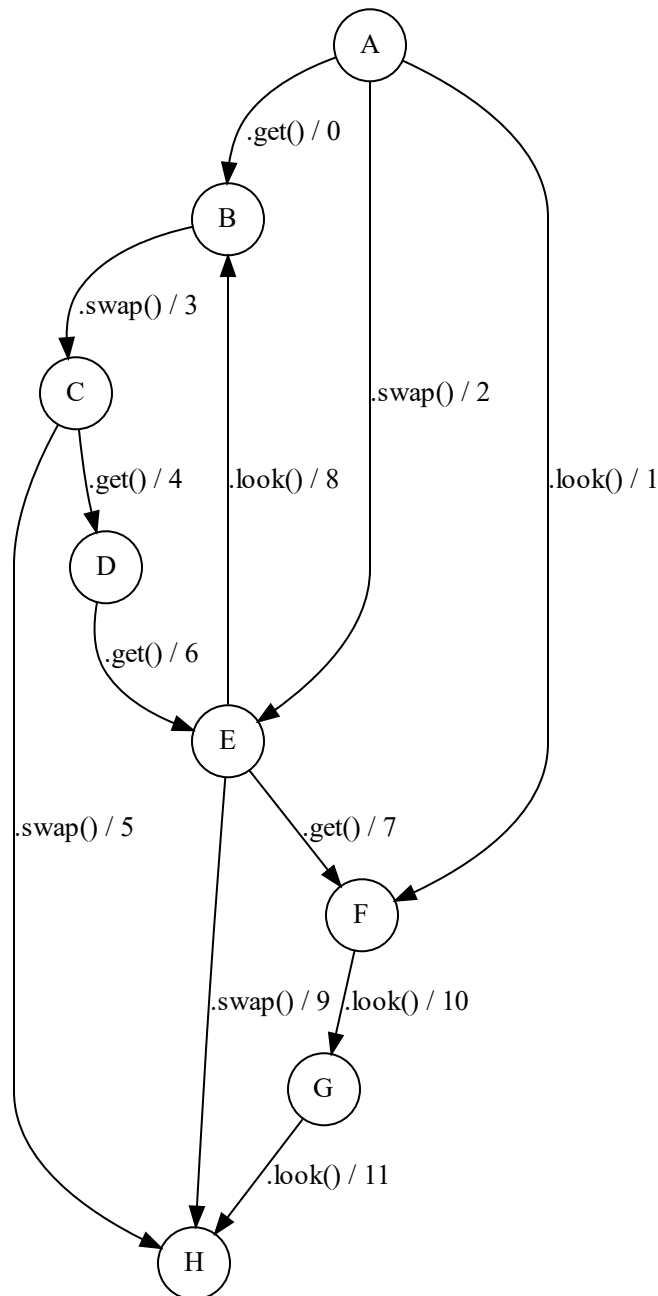 A
.get() / 0
B
.swap() / 3
C
.swap() / 2
.get() / 4
.look() / 8
.look() / 1
D
.get() / 6
E
.swap() / 5
.get() / 7
F
.swap() / 9
.look() / 10
G
.look() / 11
H